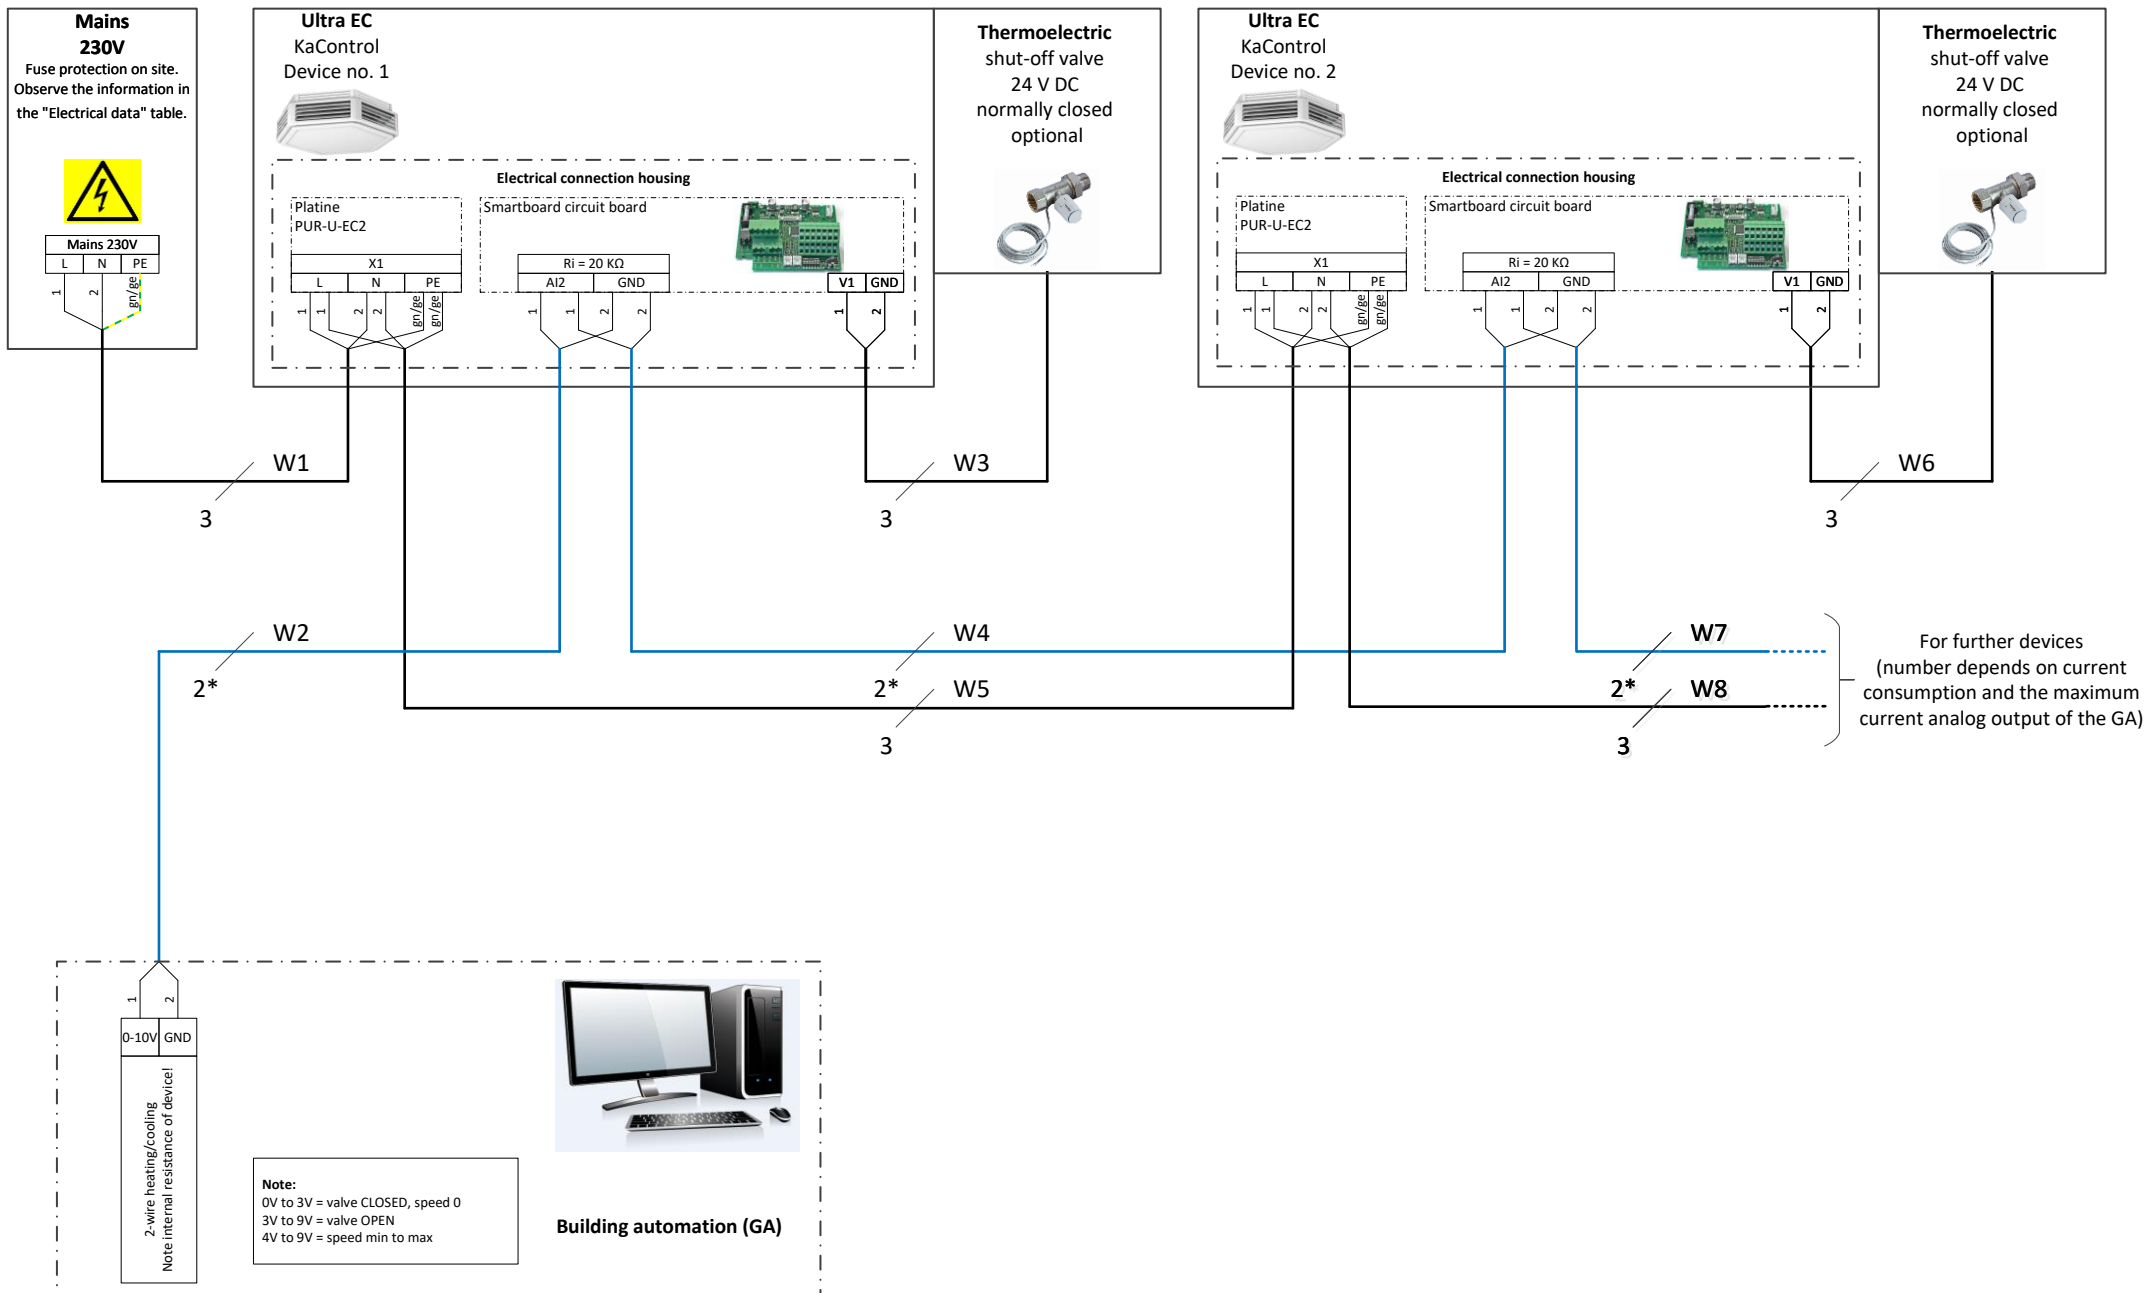 Mains
230V
Fuse protection on site.
Observe the information in
the "Electrical data" table.
Mains 230V
L N PE
1 2 gn/ge
Ultra EC
KaControl
Device no. 1
Electrical connection housing
Platine
PUR-U-EC2
X1
L N PE
1 1 2 2 gn/ge gn/ge
Smartboard circuit board
Ri = 20 KΩ
AI2 GND
1 1 2 2
V1 GND
1 2
Thermoelectric
shut-off valve
24 V DC
normally closed
optional
Ultra EC
KaControl
Device no. 2
Electrical connection housing
Platine
PUR-U-EC2
X1
L N PE
1 1 2 2 gn/ge gn/ge
Smartboard circuit board
Ri = 20 KΩ
AI2 GND
1 1 2 2
V1 GND
1 2
Thermoelectric
shut-off valve
24 V DC
normally closed
optional
W1
3
W3
3
W6
3
W2
2*
W4
2*
W5
3
W7
2*
W8
3
For further devices
(number depends on current
consumption and the maximum
current analog output of the GA)
1 2
0-10V GND
2-wire heating/cooling
Note internal resistance of device!
Note:
0V to 3V = valve CLOSED, speed 0
3V to 9V = valve OPEN
4V to 9V = speed min to max
Building automation (GA)